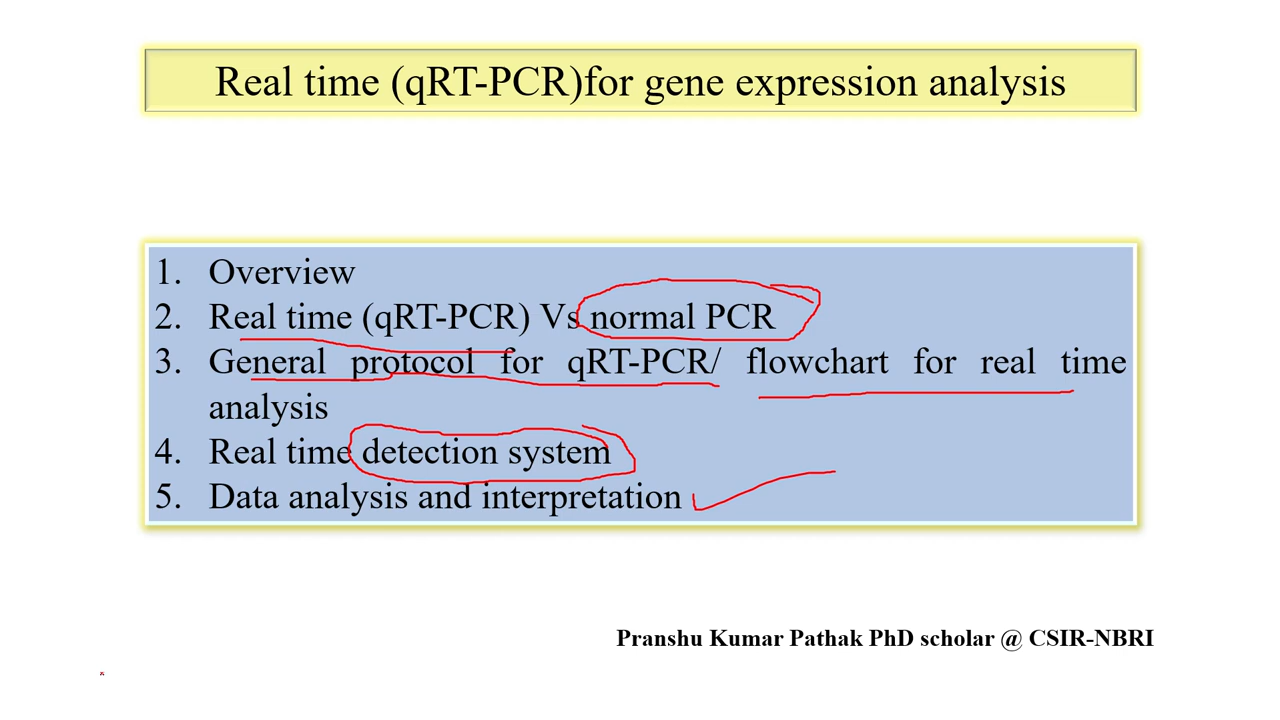 Real time (qRT-PCR)for gene expression analysis
1. Overview
2. Real time (qRT-PCR) Vs normal PCR
3. General protocol for qRT-PCR/ flowchart for real time
analysis
4. Real time detection system
5. Data analysis and interpretation
Pranshu Kumar Pathak PhD scholar @ CSIR-NBRI